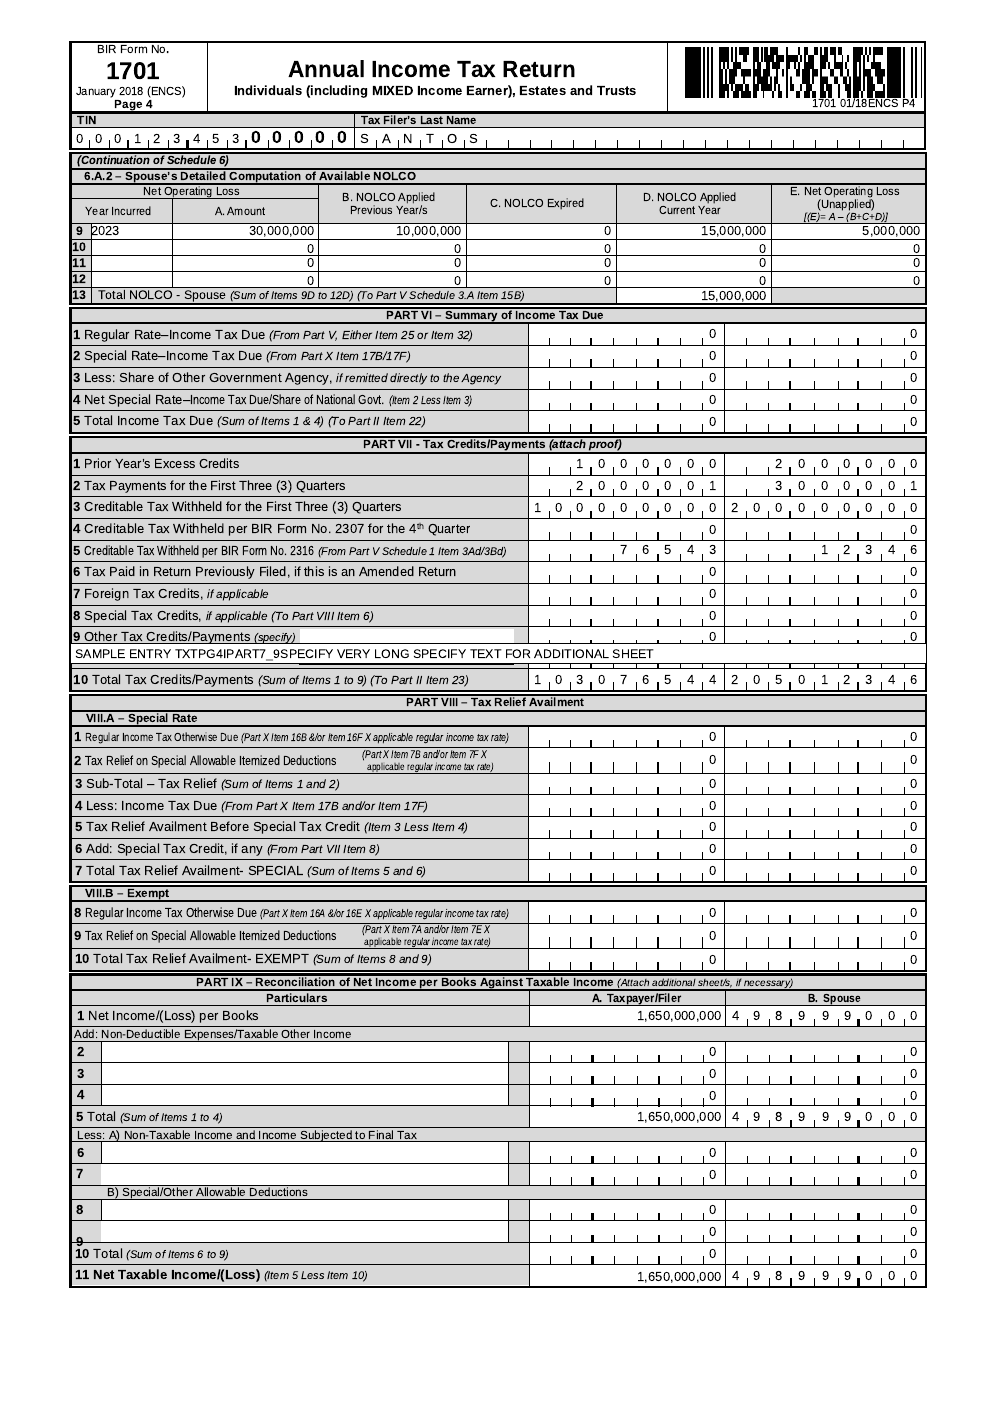 BIR Form No.
1701
January 2018 (ENCS)
Page 4
Annual Income Tax Return
Individuals (including MIXED Income Earner), Estates and Trusts
1701 01/18ENCS P4
TIN Tax Filer's Last Name
0 0 0 1 2 3 4 5 3 0 0 0 0 0 S A N T O S
(Continuation of Schedule 6)
6.A.2 – Spouse's Detailed Computation of Available NOLCO
Net Operating Loss
Year Incurred A. Amount
B. NOLCO Applied
Previous Year/s
C. NOLCO Expired
D. NOLCO Applied
Current Year
E. Net Operating Loss
(Unapplied)
[(E)= A – (B+C+D)]
9 2023 30,000,000 10,000,000 0 15,000,000 5,000,000
10 0 0 0 0 0
11 0 0 0 0 0
12 0 0 0 0 0
13 Total NOLCO - Spouse (Sum of Items 9D to 12D) (To Part V Schedule 3.A Item 15B) 15,000,000
PART VI – Summary of Income Tax Due
1 Regular Rate–Income Tax Due (From Part V, Either Item 25 or Item 32) 0 0
2 Special Rate–Income Tax Due (From Part X Item 17B/17F) 0 0
3 Less: Share of Other Government Agency, if remitted directly to the Agency 0 0
4 Net Special Rate–Income Tax Due/Share of National Govt. (Item 2 Less Item 3) 0 0
5 Total Income Tax Due (Sum of Items 1 & 4) (To Part II Item 22) 0 0
PART VII - Tax Credits/Payments (attach proof)
1 Prior Year's Excess Credits 1 0 0 0 0 0 0 2 0 0 0 0 0 0
2 Tax Payments for the First Three (3) Quarters 2 0 0 0 0 0 1 3 0 0 0 0 0 1
3 Creditable Tax Withheld for the First Three (3) Quarters 1 0 0 0 0 0 0 0 0 2 0 0 0 0 0 0 0 0
4 Creditable Tax Withheld per BIR Form No. 2307 for the 4th Quarter 0 0
5 Creditable Tax Withheld per BIR Form No. 2316 (From Part V Schedule 1 Item 3Ad/3Bd) 7 6 5 4 3 1 2 3 4 6
6 Tax Paid in Return Previously Filed, if this is an Amended Return 0 0
7 Foreign Tax Credits, if applicable 0 0
8 Special Tax Credits, if applicable (To Part VIII Item 6) 0 0
9 Other Tax Credits/Payments (specify) 0 0
SAMPLE ENTRY TXTPG4IPART7_9SPECIFY VERY LONG SPECIFY TEXT FOR ADDITIONAL SHEET
10 Total Tax Credits/Payments (Sum of Items 1 to 9) (To Part II Item 23) 1 0 3 0 7 6 5 4 4 2 0 5 0 1 2 3 4 6
PART VIII – Tax Relief Availment
VIII.A – Special Rate
1 Regular Income Tax Otherwise Due (Part X Item 16B &/or Item 16F X applicable regular income tax rate) 0 0
2 Tax Relief on Special Allowable Itemized Deductions (Part X Item 7B and/or Item 7F X
applicable regular income tax rate) 0 0
3 Sub-Total – Tax Relief (Sum of Items 1 and 2) 0 0
4 Less: Income Tax Due (From Part X Item 17B and/or Item 17F) 0 0
5 Tax Relief Availment Before Special Tax Credit (Item 3 Less Item 4) 0 0
6 Add: Special Tax Credit, if any (From Part VII Item 8) 0 0
7 Total Tax Relief Availment- SPECIAL (Sum of Items 5 and 6) 0 0
VIII.B – Exempt
8 Regular Income Tax Otherwise Due (Part X Item 16A &/or 16E X applicable regular income tax rate) 0 0
9 Tax Relief on Special Allowable Itemized Deductions (Part X Item 7A and/or Item 7E X
applicable regular income tax rate) 0 0
10 Total Tax Relief Availment- EXEMPT (Sum of Items 8 and 9) 0 0
PART IX – Reconciliation of Net Income per Books Against Taxable Income (Attach additional sheet/s, if necessary)
Particulars A. Taxpayer/Filer B. Spouse
1 Net Income/(Loss) per Books 1,650,000,000 4 9 8 9 9 9 0 0 0
Add: Non-Deductible Expenses/Taxable Other Income
2 0 0
3 0 0
4 0 0
5 Total (Sum of Items 1 to 4) 1,650,000,000 4 9 8 9 9 9 0 0 0
Less: A) Non-Taxable Income and Income Subjected to Final Tax
6 0 0
7 0 0
B) Special/Other Allowable Deductions
8 0 0
9 0 0
10 Total (Sum of Items 6 to 9) 0 0
11 Net Taxable Income/(Loss) (Item 5 Less Item 10) 1,650,000,000 4 9 8 9 9 9 0 0 0